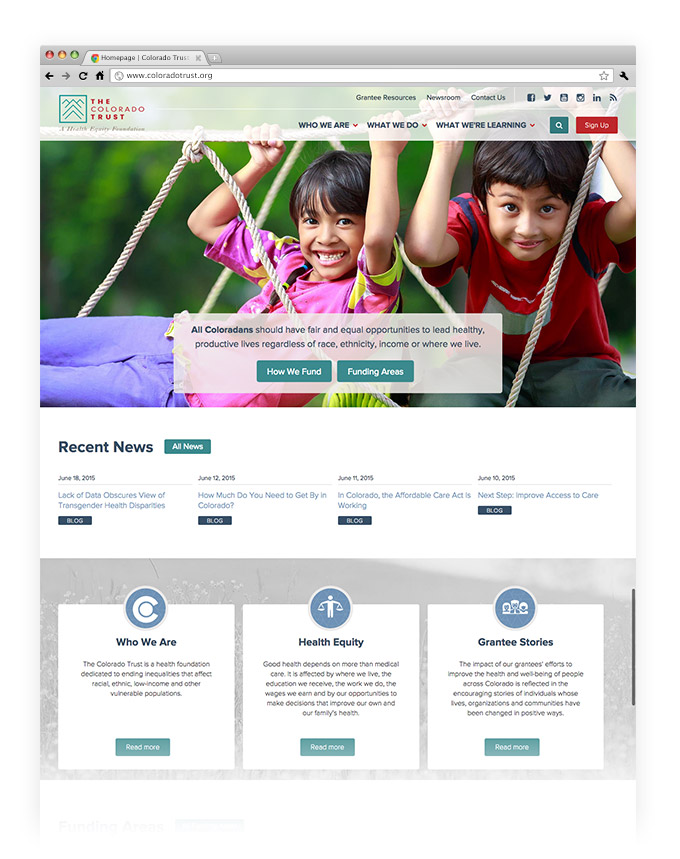 Homepage | Colorado Trust
www.coloradotrust.org
THE
COLORADO
TRUST
A Health Equity Foundation
Grantee Resources Newsroom Contact Us
WHO WE ARE WHAT WE DO WHAT WE'RE LEARNING Sign Up
All Coloradans should have fair and equal opportunities to lead healthy,
productive lives regardless of race, ethnicity, income or where we live.
How We Fund Funding Areas
Recent News All News
June 18, 2015
Lack of Data Obscures View of
Transgender Health Disparities
BLOG
June 12, 2015
How Much Do You Need to Get By in
Colorado?
BLOG
June 11, 2015
In Colorado, the Affordable Care Act Is
Working
BLOG
June 10, 2015
Next Step: Improve Access to Care
BLOG
Who We Are
The Colorado Trust is a health foundation
dedicated to ending inequalities that affect
racial, ethnic, low-income and other
vulnerable populations.
Read more
Health Equity
Good health depends on more than medical
care. It is affected by where we live, the
education we receive, the work we do, the
wages we earn and by our opportunities to
make decisions that improve our own and
our family's health.
Read more
Grantee Stories
The impact of our grantees' efforts to
improve the health and well-being of people
across Colorado is reflected in the
encouraging stories of individuals whose
lives, organizations and communities have
been changed in positive ways.
Read more
Funding Areas